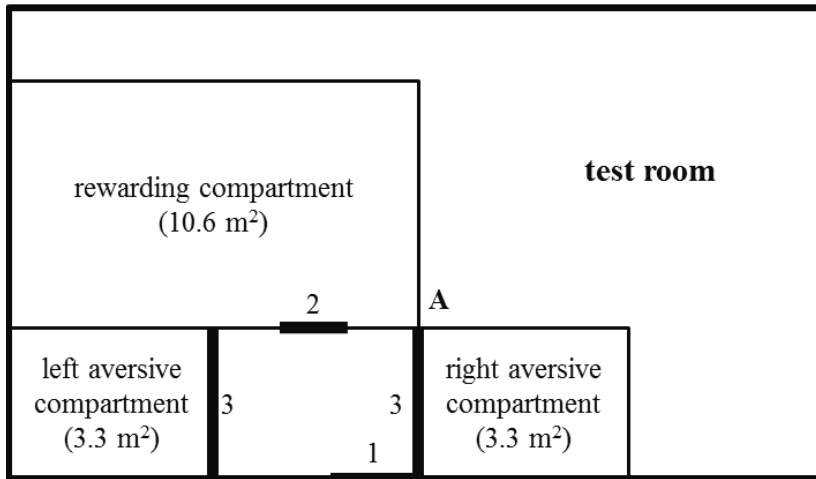 test room
rewarding compartment
(10.6 m²)
2
A
left aversive
compartment
(3.3 m²)
3
3
1
right aversive
compartment
(3.3 m²)